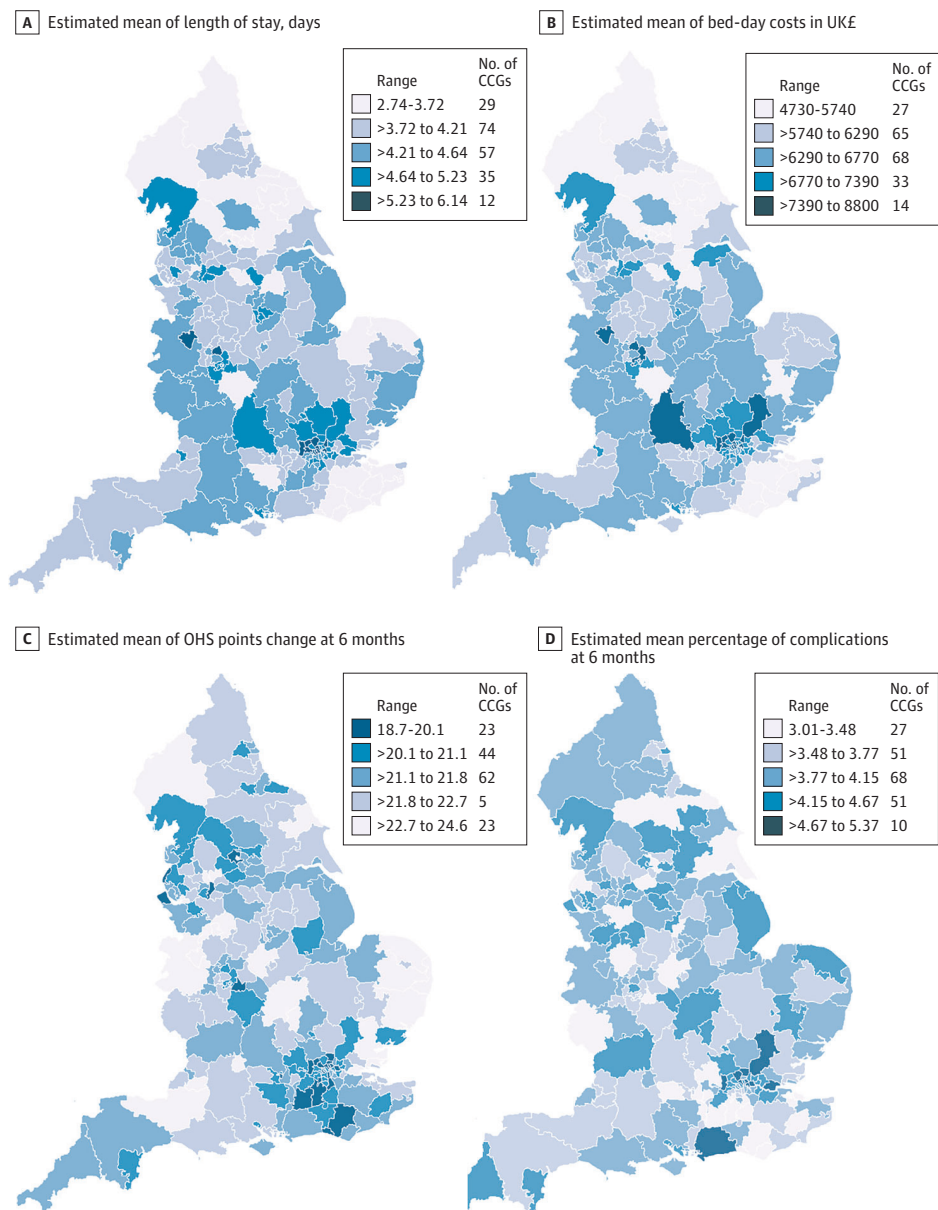 A Estimated mean of length of stay, days
Range No. of CCGs
2.74-3.72 29
>3.72 to 4.21 74
>4.21 to 4.64 57
>4.64 to 5.23 35
>5.23 to 6.14 12
B Estimated mean of bed-day costs in UK£
Range No. of CCGs
4730-5740 27
>5740 to 6290 65
>6290 to 6770 68
>6770 to 7390 33
>7390 to 8800 14
C Estimated mean of OHS points change at 6 months
Range No. of CCGs
18.7-20.1 23
>20.1 to 21.1 44
>21.1 to 21.8 62
>21.8 to 22.7 5
>22.7 to 24.6 23
D Estimated mean percentage of complications
at 6 months
Range No. of CCGs
3.01-3.48 27
>3.48 to 3.77 51
>3.77 to 4.15 68
>4.15 to 4.67 51
>4.67 to 5.37 10